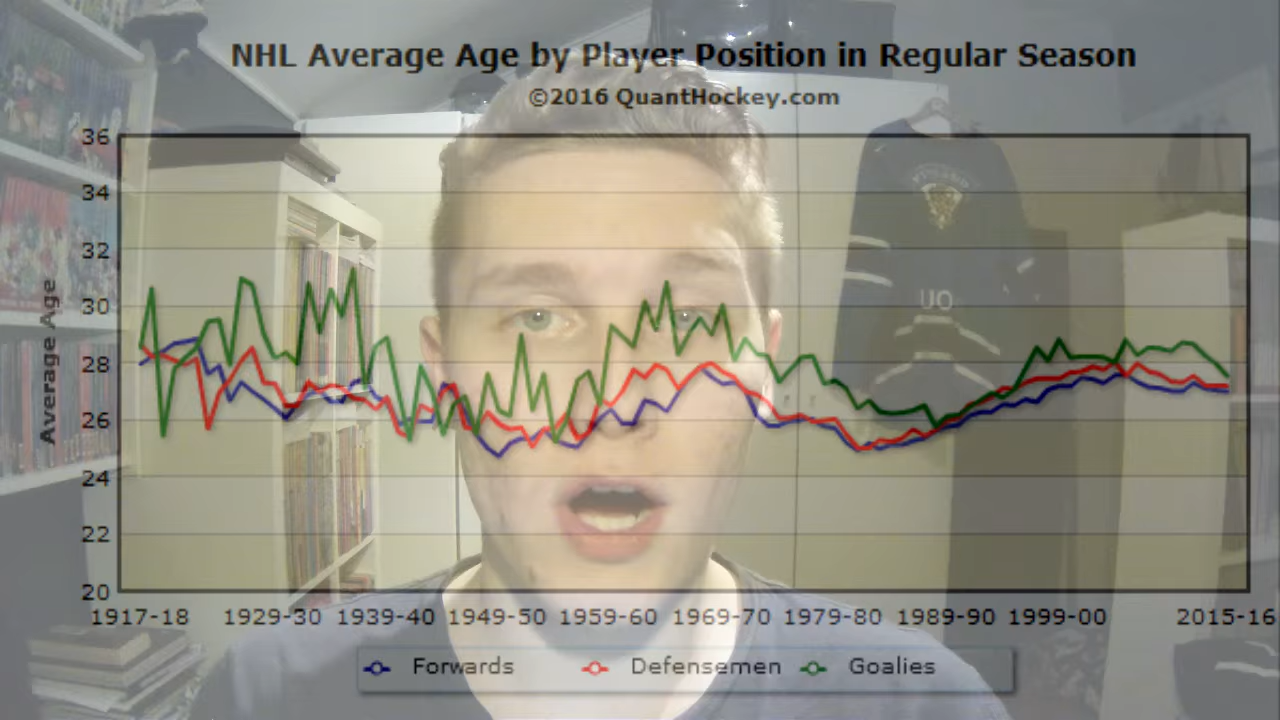 NHL Average Age by Player Position in Regular Season
©2016 QuantHockey.com
Average Age
36
34
32
30
28
26
24
22
20
1917-18 1929-30 1939-40 1949-50 1959-60 1969-70 1979-80 1989-90 1999-00 2015-16
Forwards Defensemen Goalies